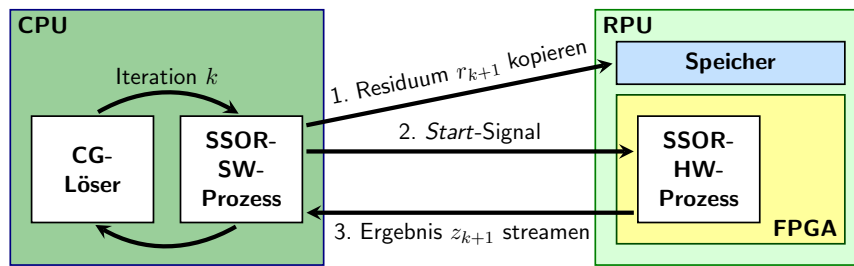 CPU
Iteration k
CG-
Löser
SSOR-
SW-
Prozess
1. Residuum r_{k+1} kopieren
2. Start-Signal
3. Ergebnis z_{k+1} streamen
RPU
Speicher
SSOR-
HW-
Prozess
FPGA